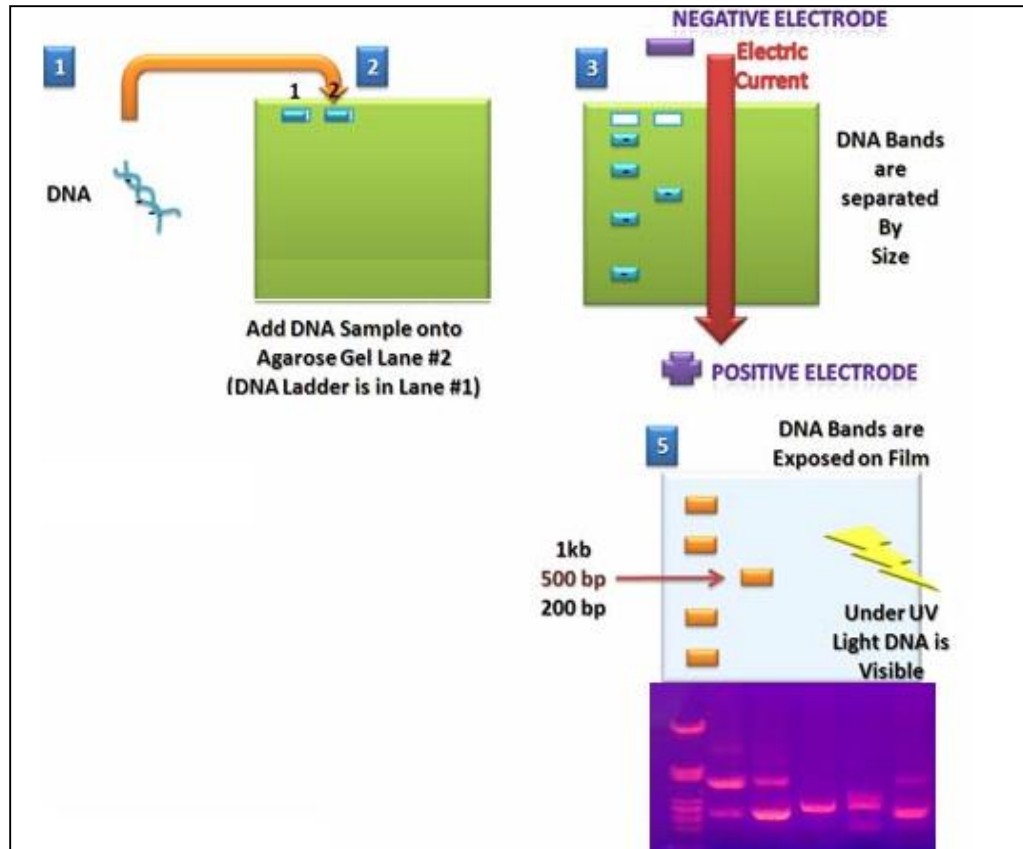 1
2
1 2
DNA
Add DNA Sample onto
Agarose Gel Lane #2
(DNA Ladder is in Lane #1)
NEGATIVE ELECTRODE
3
Electric
Current
DNA Bands
are
separated
By
Size
POSITIVE ELECTRODE
5
DNA Bands are
Exposed on Film
1kb
500 bp
200 bp
Under UV
Light DNA is
Visible